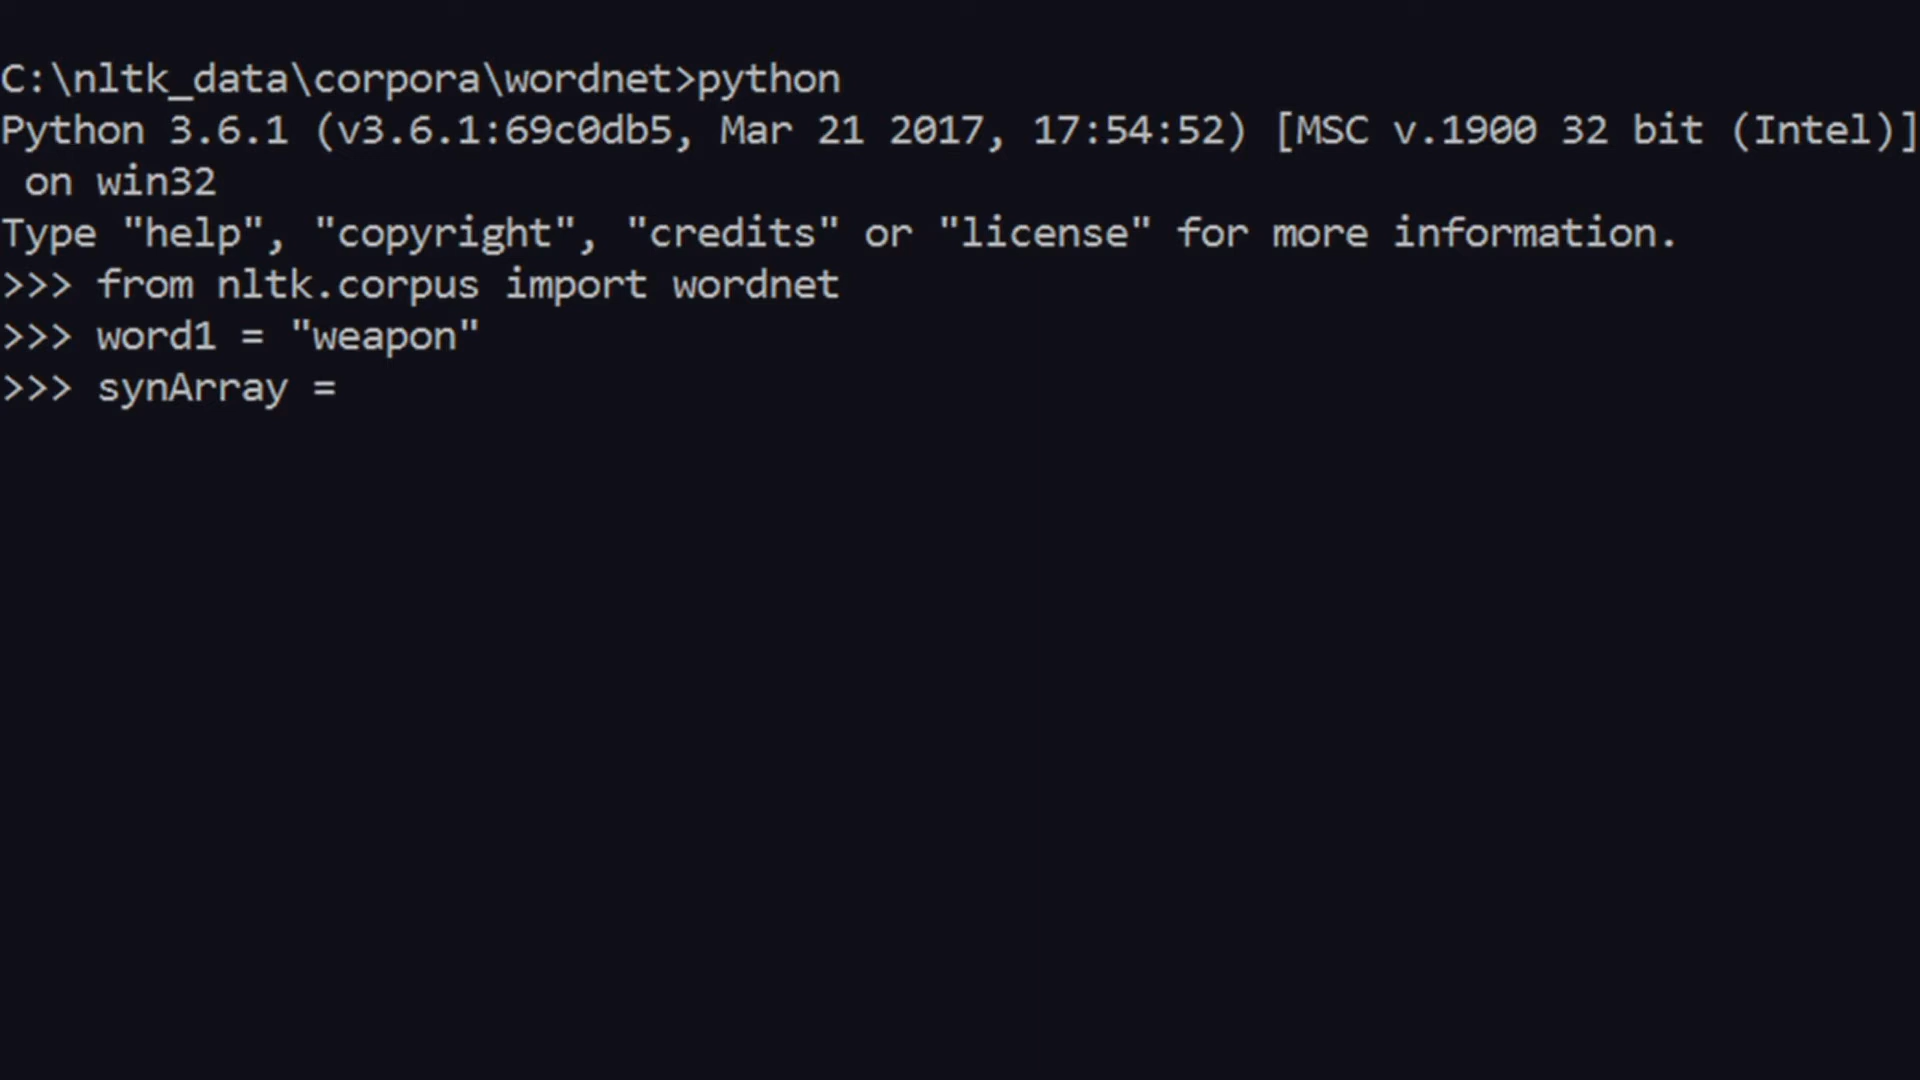 C:\nltk_data\corpora\wordnet>python
Python 3.6.1 (v3.6.1:69c0db5, Mar 21 2017, 17:54:52) [MSC v.1900 32 bit (Intel)]
 on win32
Type "help", "copyright", "credits" or "license" for more information.
>>> from nltk.corpus import wordnet
>>> word1 = "weapon"
>>> synArray =